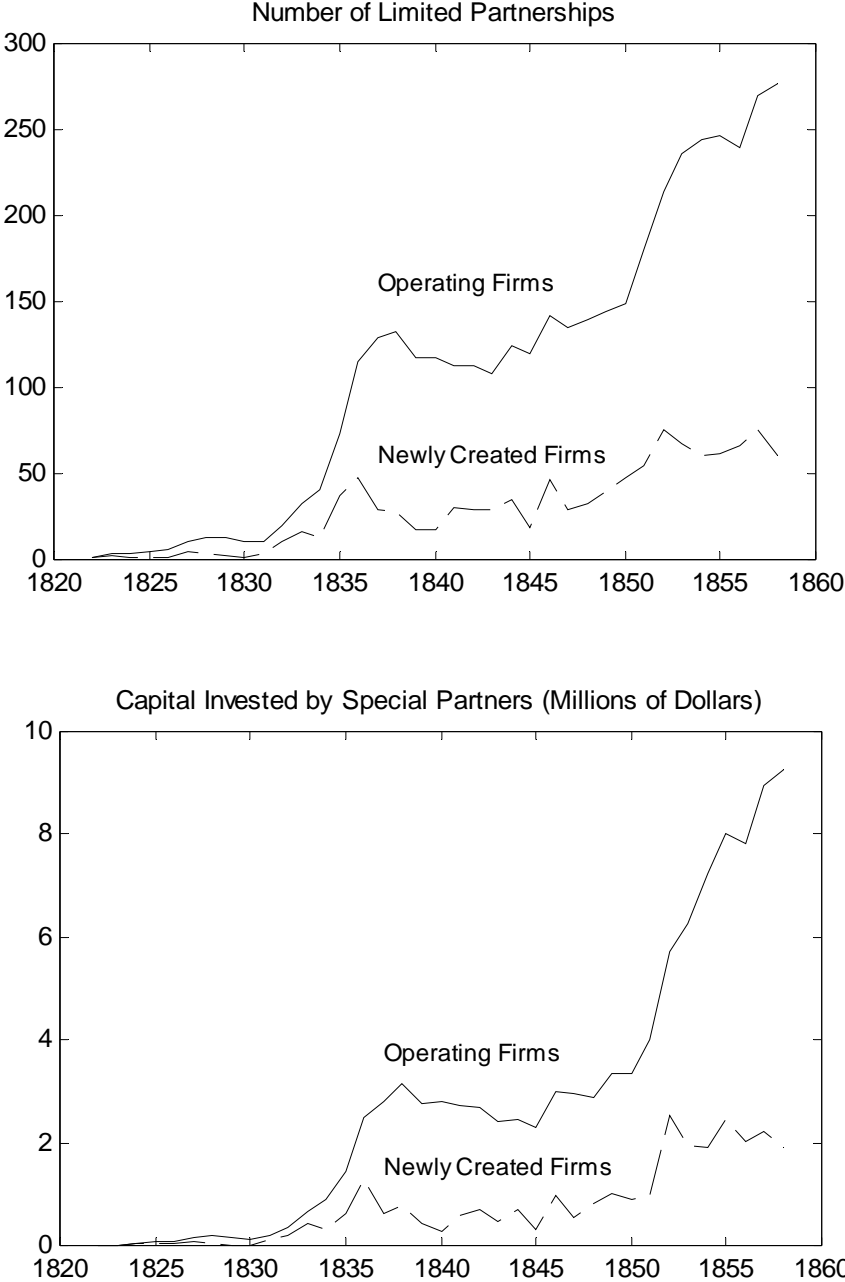 Number of Limited Partnerships
300
250
200
150
100
50
0
Operating Firms
Newly Created Firms
1820 1825 1830 1835 1840 1845 1850 1855 1860
Capital Invested by Special Partners (Millions of Dollars)
10
8
6
4
2
0
Operating Firms
Newly Created Firms
1820 1825 1830 1835 1840 1845 1850 1855 1860